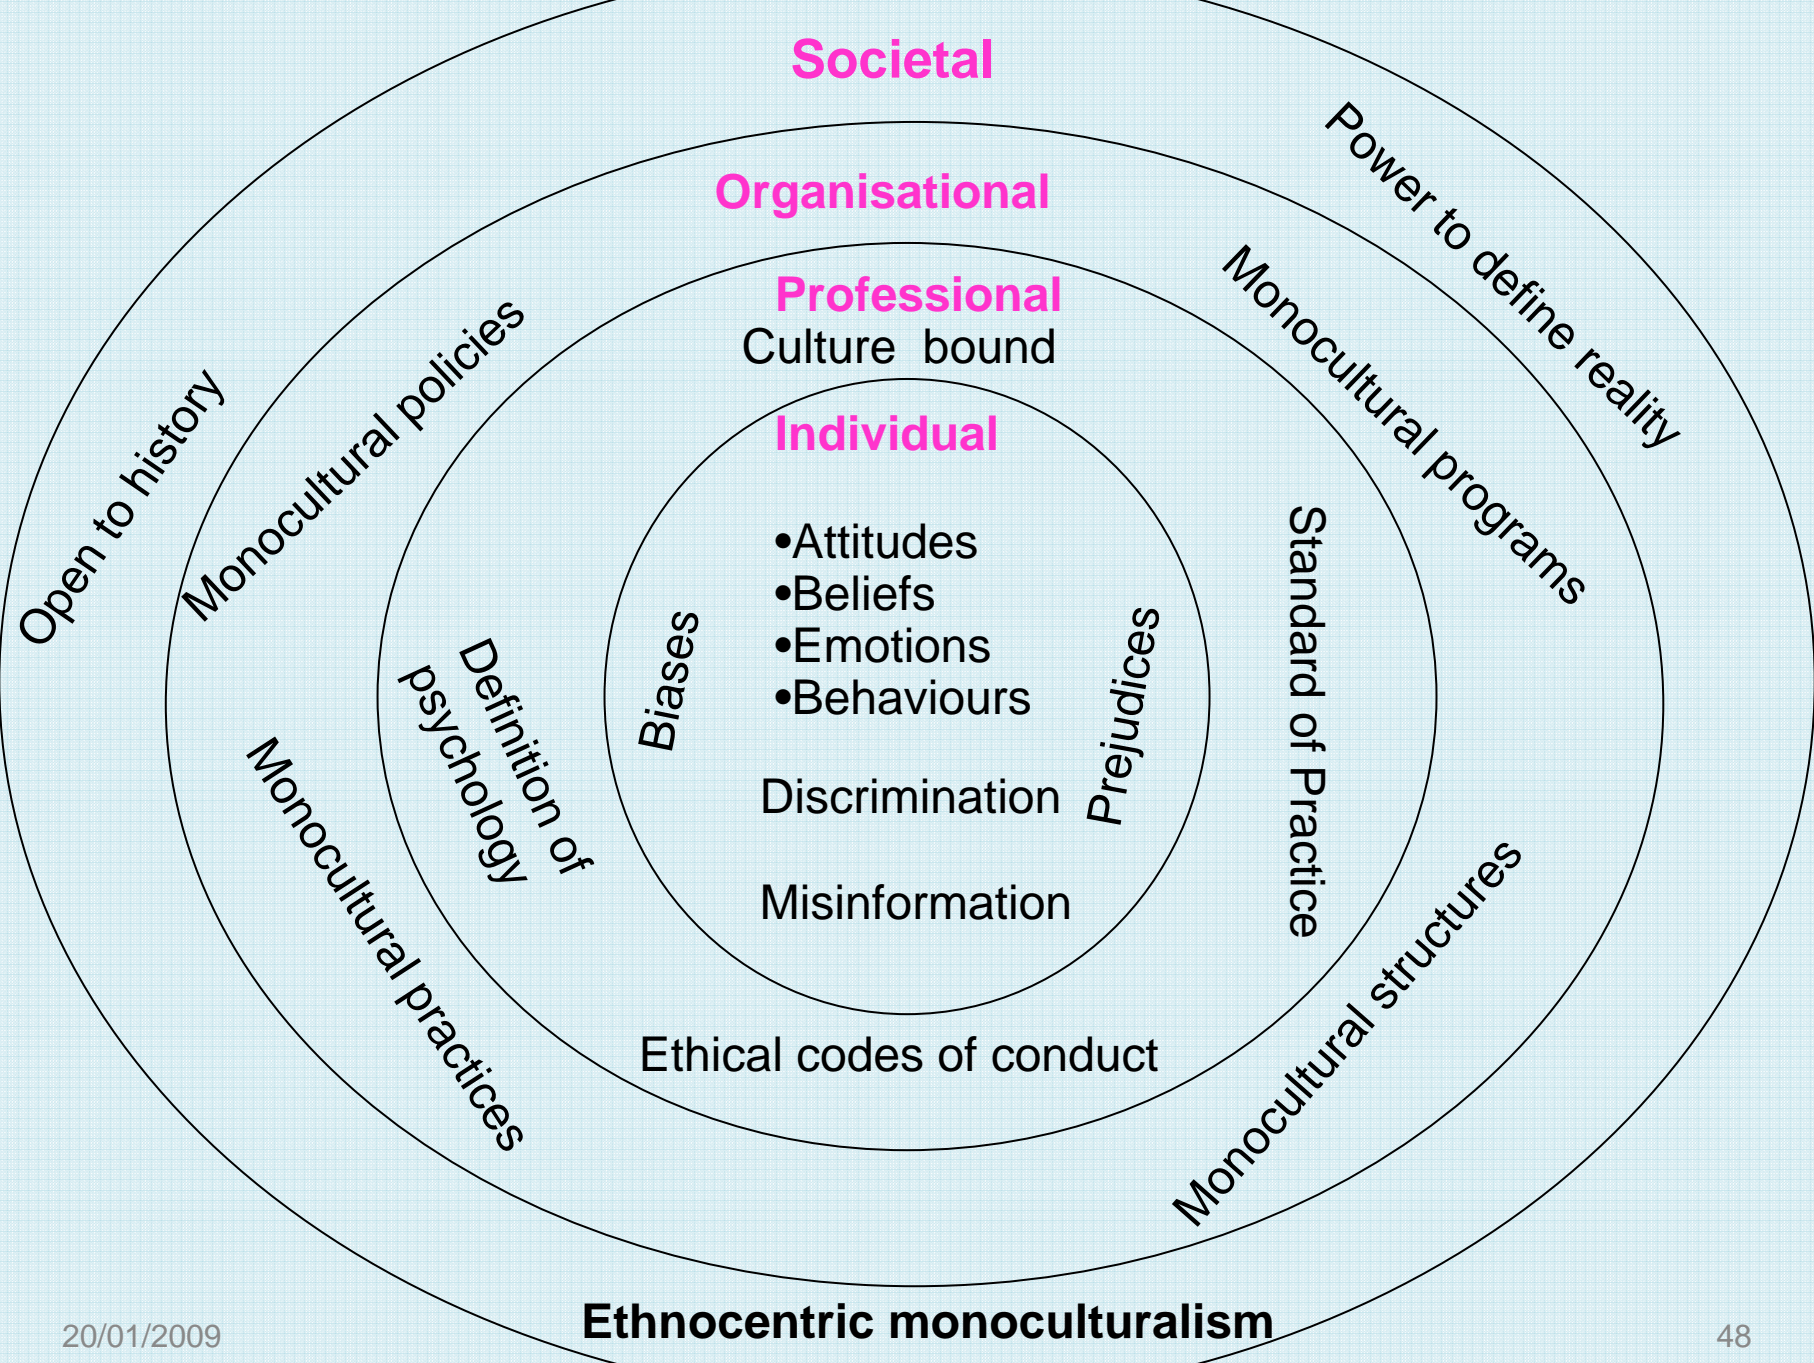 Societal
Power to define reality
Organisational
Monocultural programs
Professional
Culture  bound
Monocultural policies
Open to history
Individual
•Attitudes
•Beliefs
•Emotions
•Behaviours
Biases
Prejudices
Standard of Practice
Definition of
psychology
Discrimination
Misinformation
Monocultural practices
Monocultural structures
Ethical codes of conduct
Ethnocentric monoculturalism
20/01/2009
48